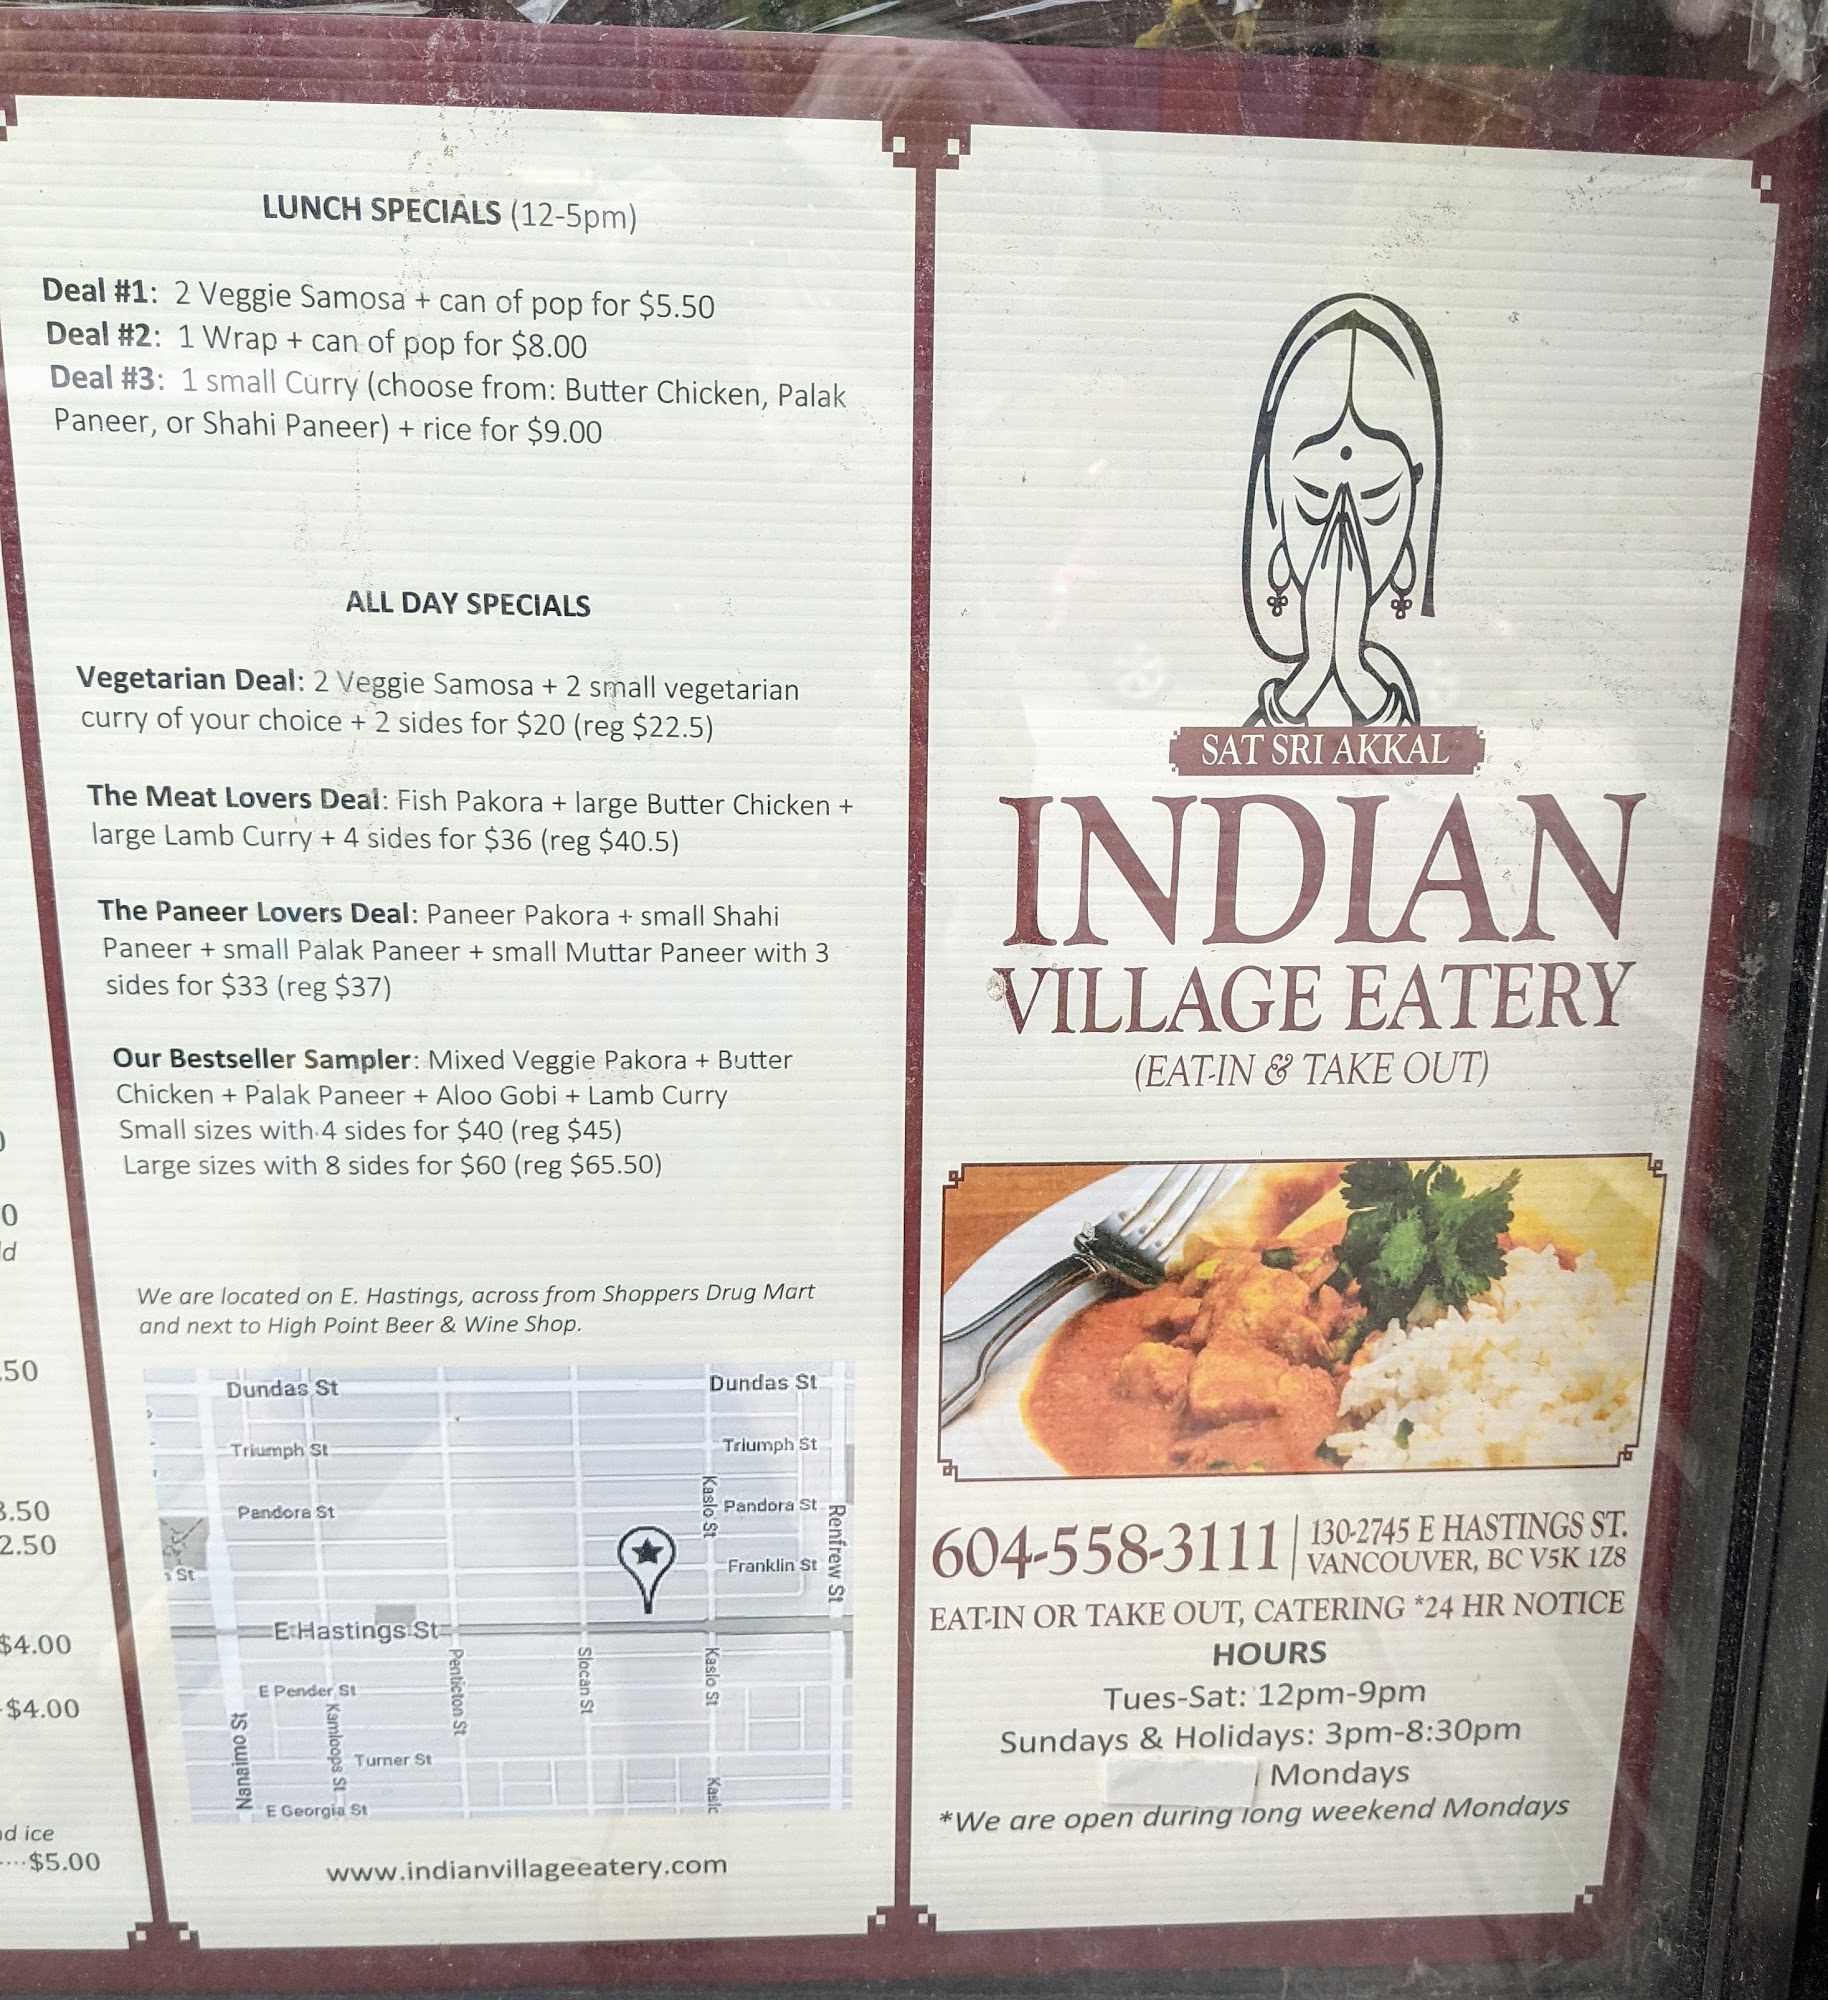 LUNCH SPECIALS (12-5pm)
Deal #1: 2 Veggie Samosa + can of pop for $5.50
Deal #2: 1 Wrap + can of pop for $8.00
Deal #3: 1 small Curry (choose from: Butter Chicken, Palak
Paneer, or Shahi Paneer) + rice for $9.00
ALL DAY SPECIALS
Vegetarian Deal: 2 Veggie Samosa + 2 small vegetarian
curry of your choice + 2 sides for $20 (reg $22.5)
The Meat Lovers Deal: Fish Pakora + large Butter Chicken +
large Lamb Curry + 4 sides for $36 (reg $40.5)
The Paneer Lovers Deal: Paneer Pakora + small Shahi
Paneer + small Palak Paneer + small Muttar Paneer with 3
sides for $33 (reg $37)
Our Bestseller Sampler: Mixed Veggie Pakora + Butter
Chicken + Palak Paneer + Aloo Gobi + Lamb Curry
Small sizes with 4 sides for $40 (reg $45)
Large sizes with 8 sides for $60 (reg $65.50)
We are located on E. Hastings, across from Shoppers Drug Mart
and next to High Point Beer & Wine Shop.
Dundas St
Dundas St
Triumph St
Triumph St
Pandora St
Kaslo St
Pandora St
Renfrew St
Franklin St
St
E Hastings St
Penticton St
Slocan St
Kaslo St
E Pender St
Nanaimo St
Kamloops St
Turner St
Kasl
E Georgia St
www.indianvillageeatery.com
.50
.50
2.50
$4.00
$4.00
ice
$5.00
SAT SRI AKKAL
INDIAN
VILLAGE EATERY
(EAT-IN & TAKE OUT)
604-558-3111
130-2745 E HASTINGS ST.
VANCOUVER, BC V5K 1Z8
EAT-IN OR TAKE OUT, CATERING *24 HR NOTICE
HOURS
Tues-Sat: 12pm-9pm
Sundays & Holidays: 3pm-8:30pm
Mondays
*We are open during long weekend Mondays